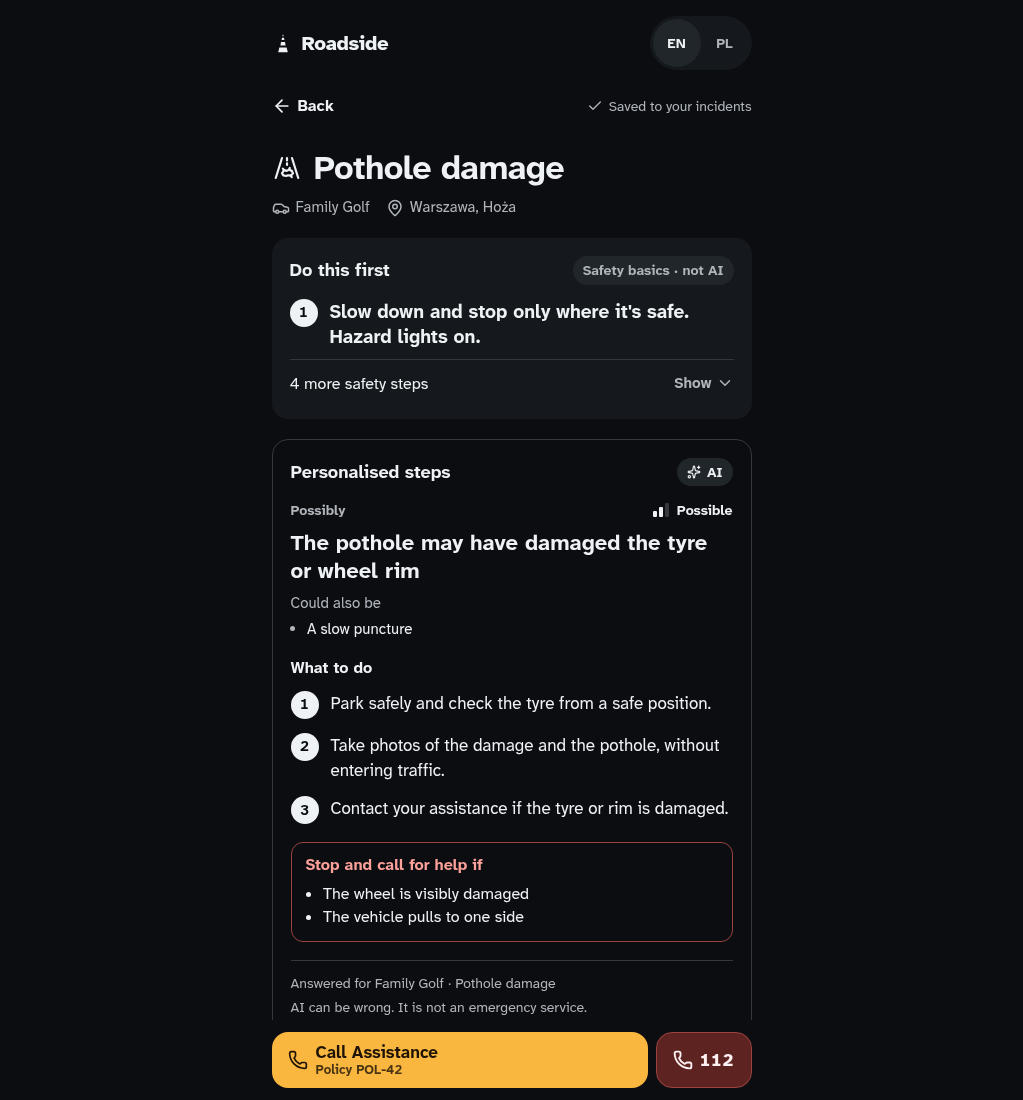 Roadside
EN PL
Back
Saved to your incidents
Pothole damage
Family Golf Warszawa, Hoża
Do this first
Safety basics · not AI
1 Slow down and stop only where it's safe.
Hazard lights on.
4 more safety steps
Show
Personalised steps
AI
Possibly
Possible
The pothole may have damaged the tyre
or wheel rim
Could also be
• A slow puncture
What to do
1 Park safely and check the tyre from a safe position.
2 Take photos of the damage and the pothole, without
entering traffic.
3 Contact your assistance if the tyre or rim is damaged.
Stop and call for help if
• The wheel is visibly damaged
• The vehicle pulls to one side
Answered for Family Golf · Pothole damage
AI can be wrong. It is not an emergency service.
Call Assistance
Policy POL-42
112